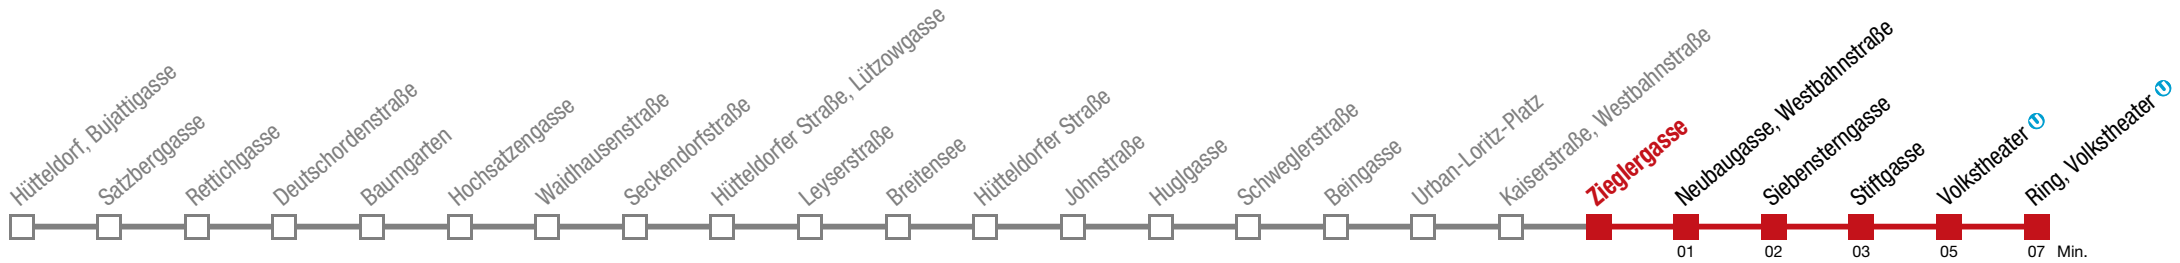 Hütteldorf, Bujattigasse
Satzberggasse
Rettichgasse
Deutschordenstraße
Baumgarten
Hochsatzengasse
Waidhausenstraße
Seckendorfstraße
Hütteldorfer Straße, Lützowgasse
Leyserstraße
Breitensee
Hütteldorfer Straße
Johnstraße
Huglgasse
Schweglerstraße
Beingasse
Urban-Loritz-Platz
Kaiserstraße, Westbahnstraße
Zieglergasse
Neubaugasse, Westbahnstraße
Siebensterngasse
Stiftgasse
Volkstheater U
Ring, Volkstheater U
01 02 03 05 07 Min.